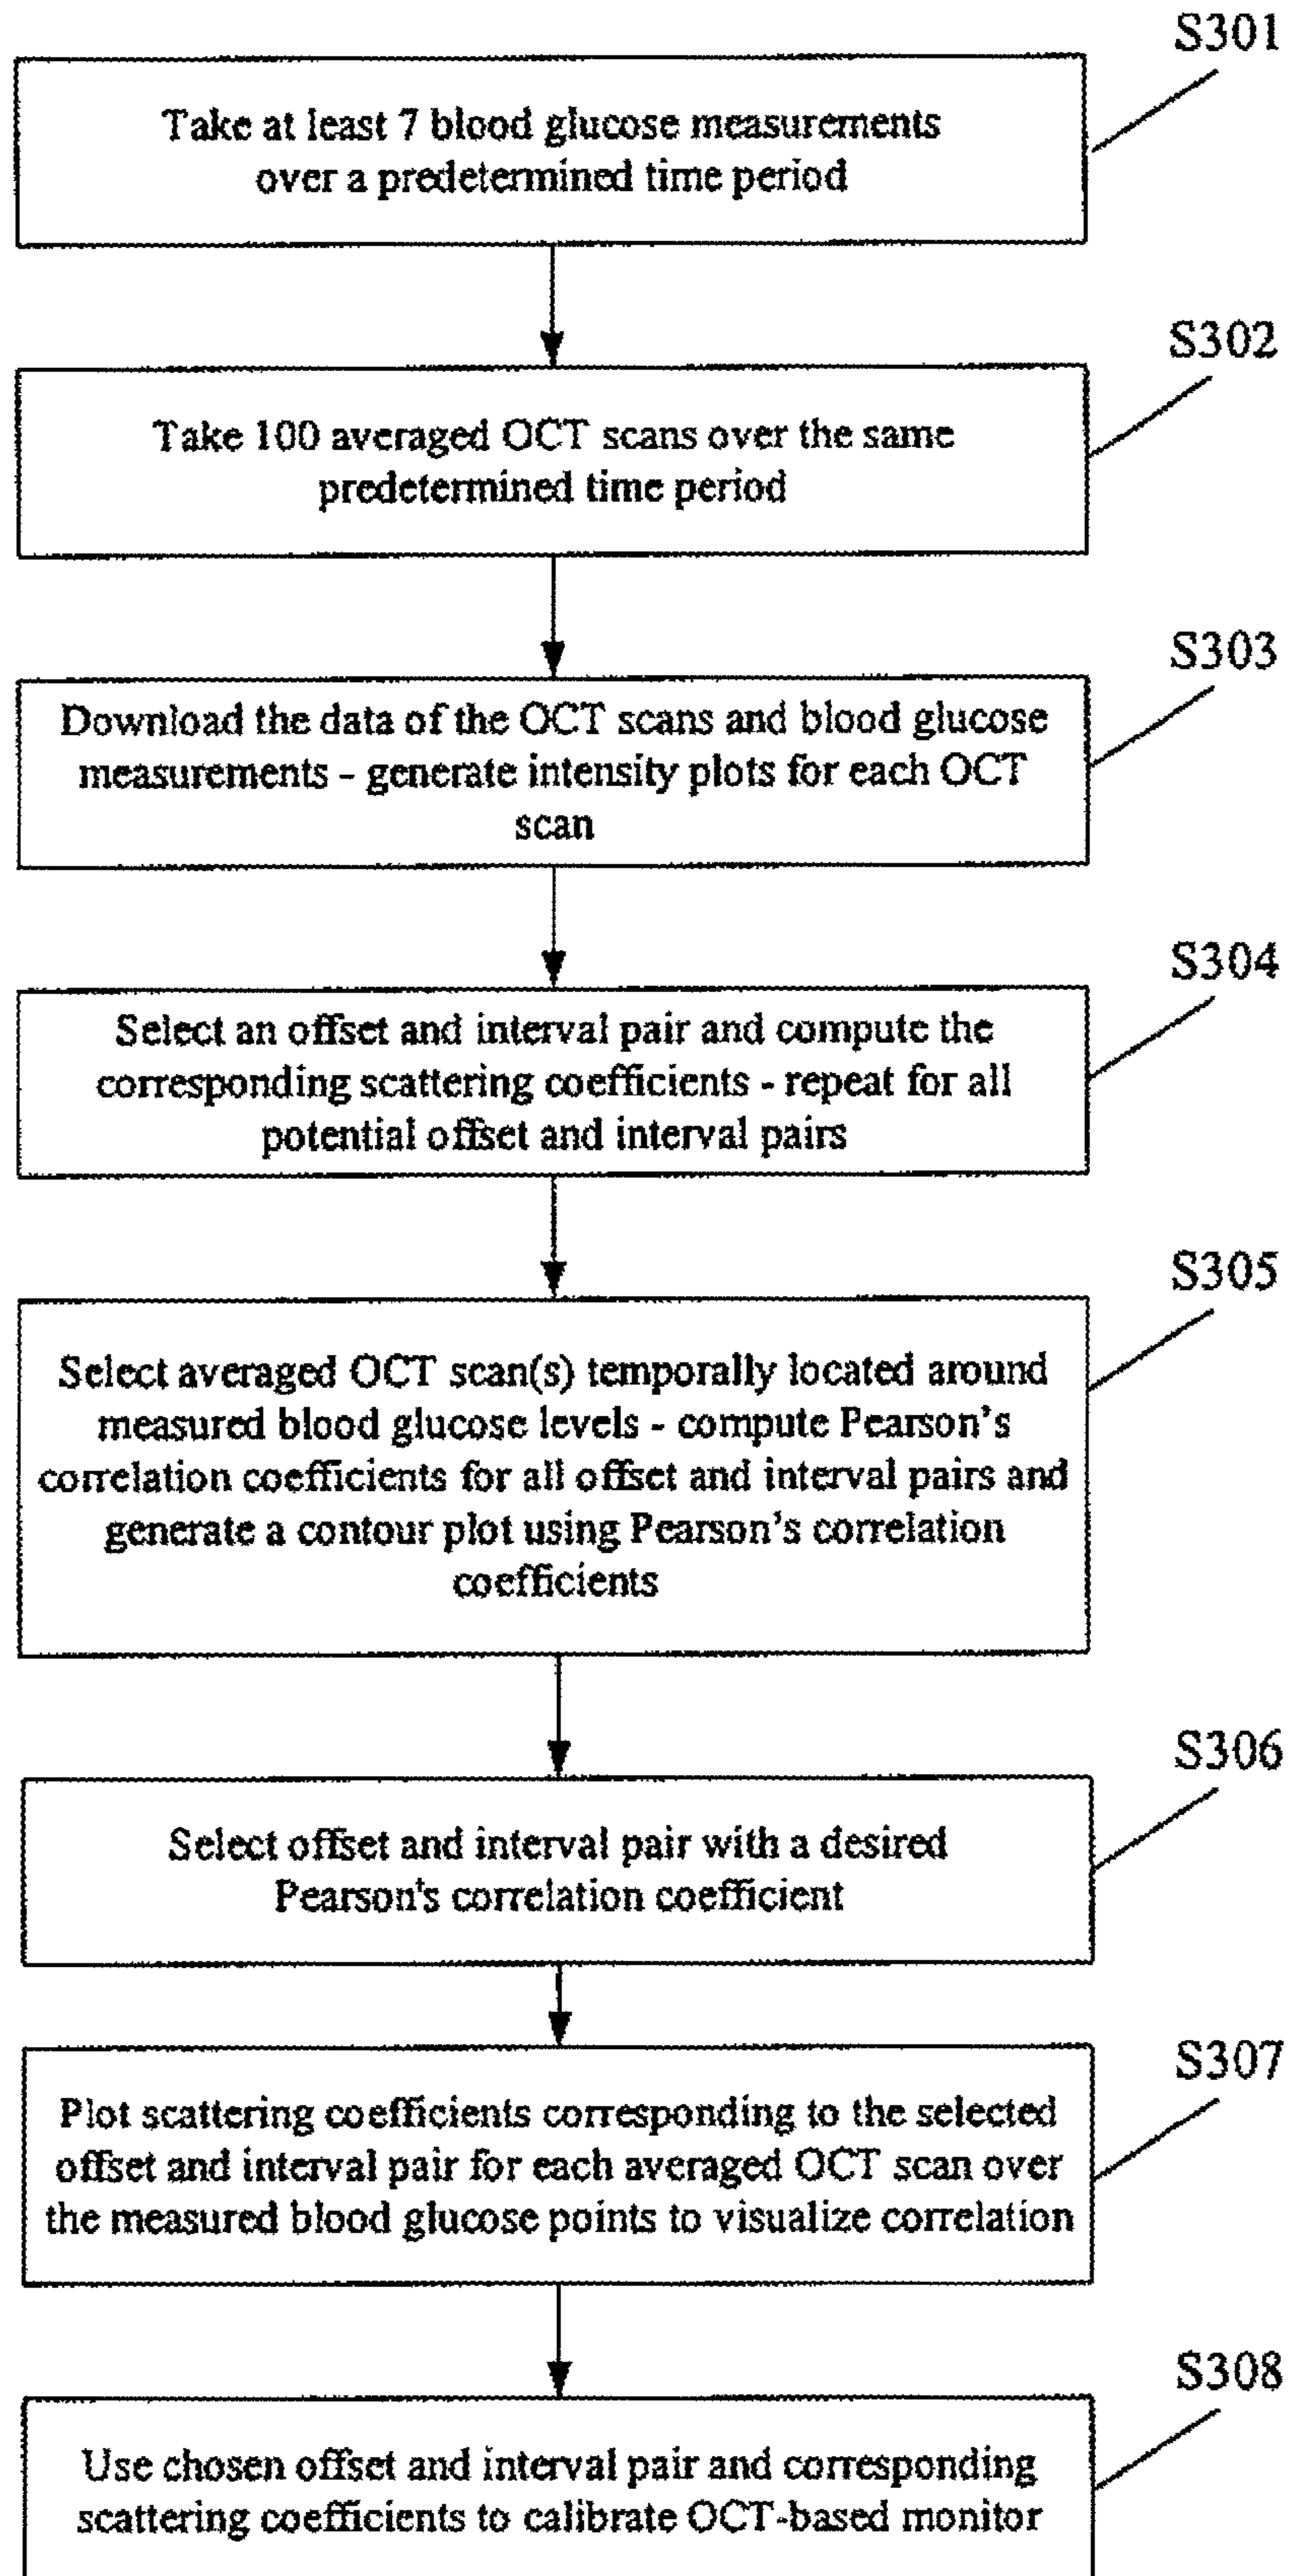 S301
Take at least 7 blood glucose measurements
over a predetermined time period
S302
Take 100 averaged OCT scans over the same
predetermined time period
S303
Download the data of the OCT scans and blood glucose
measurements - generate intensity plots for each OCT
scan
S304
Select an offset and interval pair and compute the
corresponding scattering coefficients - repeat for all
potential offset and interval pairs
S305
Select averaged OCT scan(s) temporally located around
measured blood glucose levels - compute Pearson's
correlation coefficients for all offset and interval pairs and
generate a contour plot using Pearson's correlation
coefficients
S306
Select offset and interval pair with a desired
Pearson's correlation coefficient
S307
Plot scattering coefficients corresponding to the selected
offset and interval pair for each averaged OCT scan over
the measured blood glucose points to visualize correlation
S308
Use chosen offset and interval pair and corresponding
scattering coefficients to calibrate OCT-based monitor